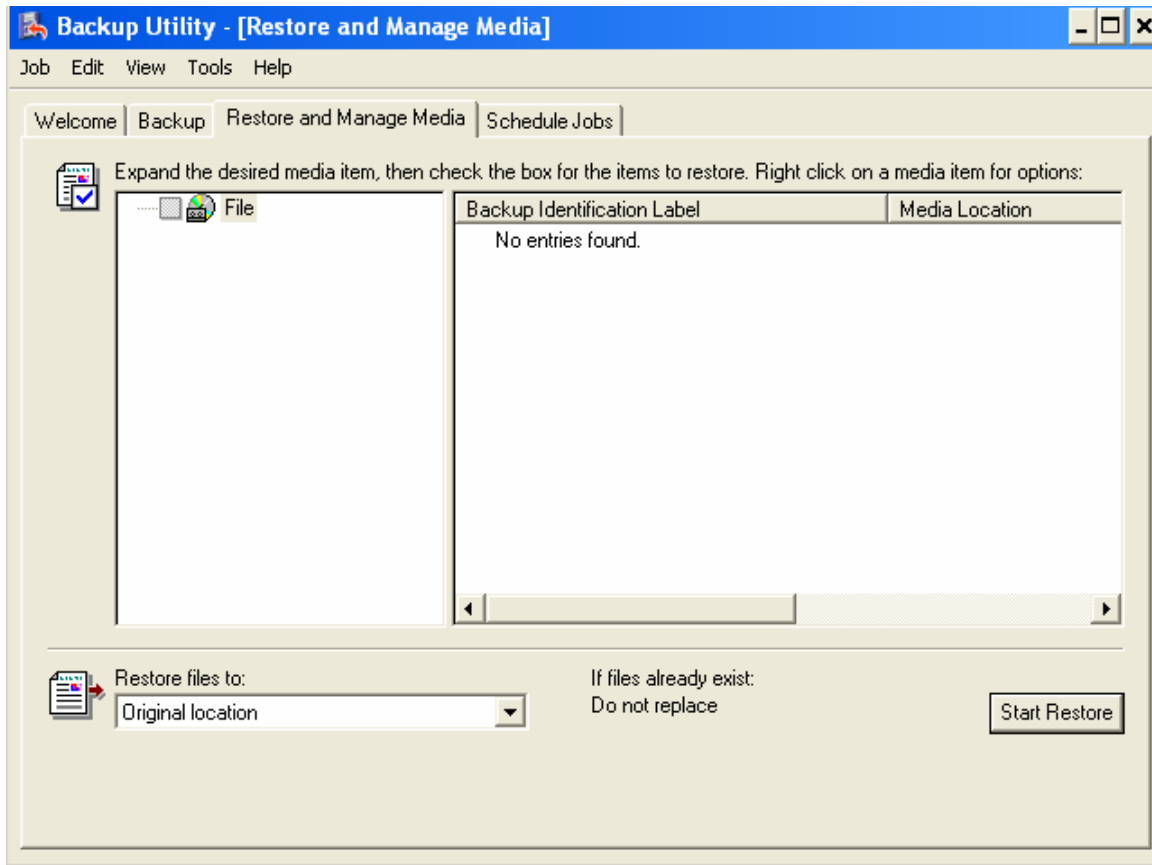 Backup Utility - [Restore and Manage Media]
Job Edit View Tools Help
Welcome Backup Restore and Manage Media Schedule Jobs
Expand the desired media item, then check the box for the items to restore. Right click on a media item for options:
File
Backup Identification Label Media Location
No entries found.
Restore files to:
Original location
If files already exist:
Do not replace
Start Restore